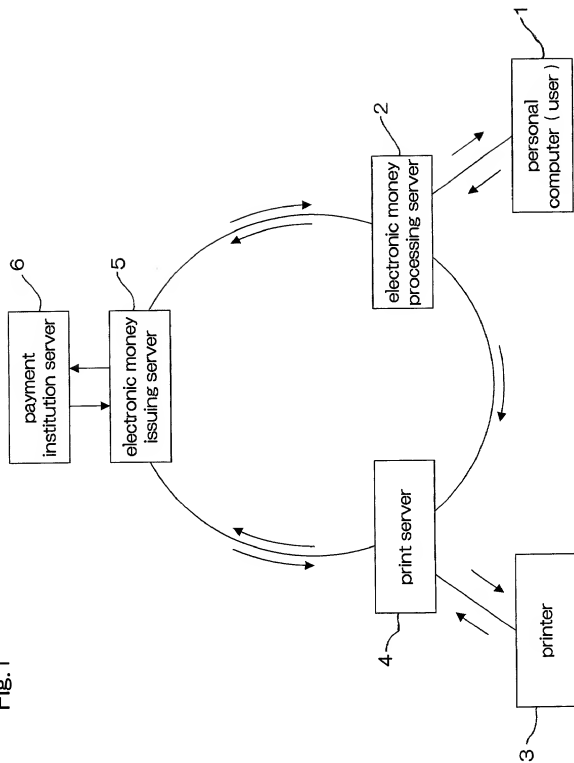 Fig. 1
6
payment
institution server
5
electronic money
issuing server
2
electronic money
processing server
1
personal
computer ( user )
4
print server
3
printer